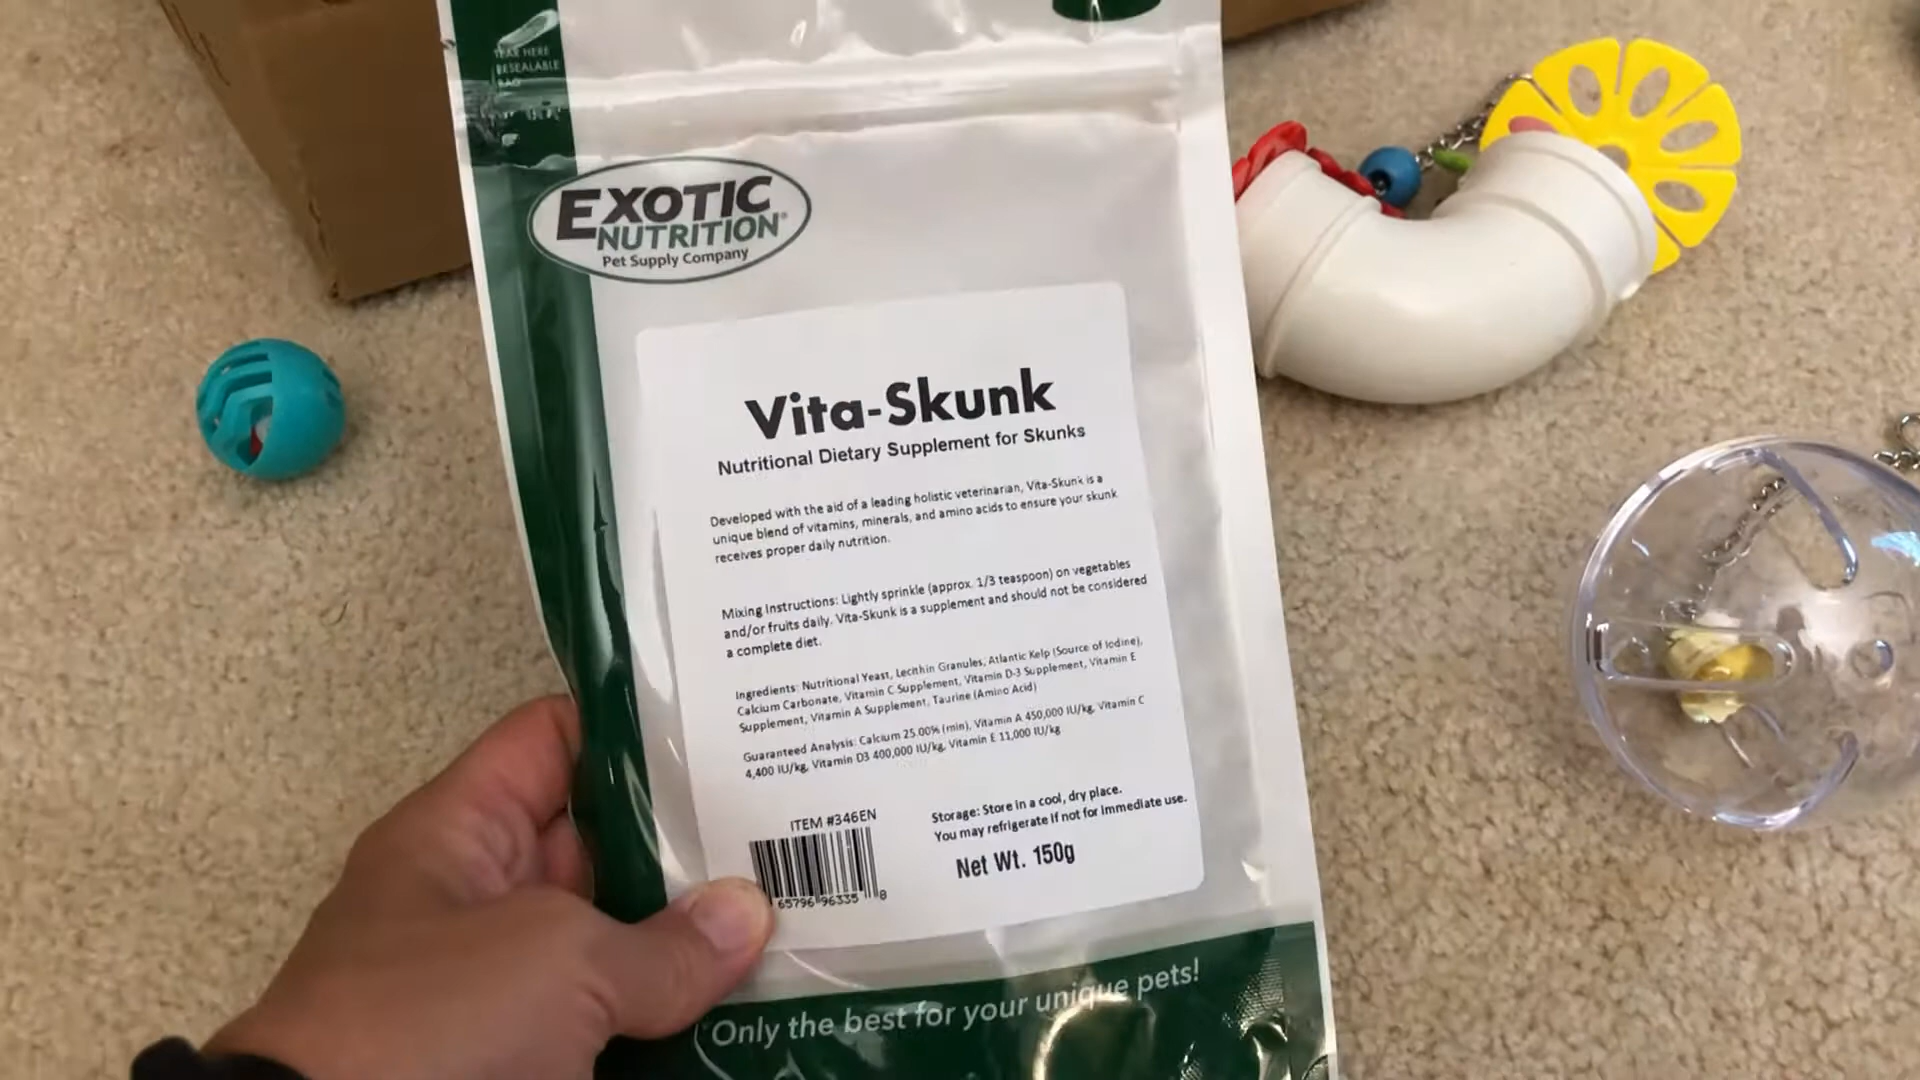 TEAR HERE
RESEALABLE
BAG
EXOTIC
NUTRITION®
Pet Supply Company
Vita-Skunk
Nutritional Dietary Supplement for Skunks
Developed with the aid of a leading holistic veterinarian, Vita-Skunk is a
unique blend of vitamins, minerals, and amino acids to ensure your skunk
receives proper daily nutrition.
Mixing Instructions: Lightly sprinkle (approx. 1/3 teaspoon) on vegetables
and/or fruits daily. Vita-Skunk is a supplement and should not be considered
a complete diet.
Ingredients: Nutritional Yeast, Lecithin Granules, Atlantic Kelp (Source of Iodine),
Calcium Carbonate, Vitamin C Supplement, Vitamin D-3 Supplement, Vitamin E
Supplement, Vitamin A Supplement, Taurine (Amino Acid)
Guaranteed Analysis: Calcium 25.00% (min), Vitamin A 450,000 IU/kg, Vitamin C
4,400 IU/kg, Vitamin D3 400,000 IU/kg, Vitamin E 11,000 IU/kg
ITEM #346EN
65796 96335 8
Storage: Store in a cool, dry place.
You may refrigerate if not for immediate use.
Net Wt. 150g
Only the best for your unique pets!